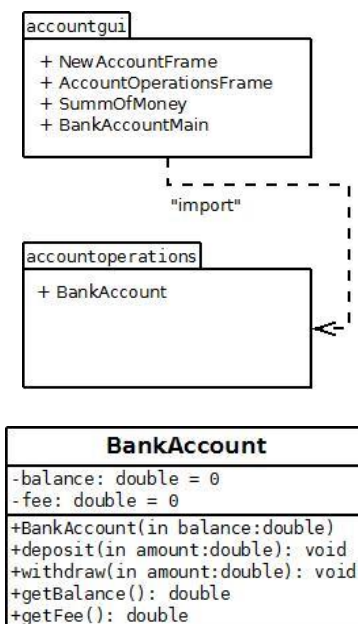 accountgui
+ NewAccountFrame
+ AccountOperationsFrame
+ SummOfMoney
+ BankAccountMain
"import"
accountoperations
+ BankAccount
BankAccount
-balance: double = 0
-fee: double = 0
+BankAccount(in balance:double)
+deposit(in amount:double): void
+withdraw(in amount:double): void
+getBalance(): double
+getFee(): double